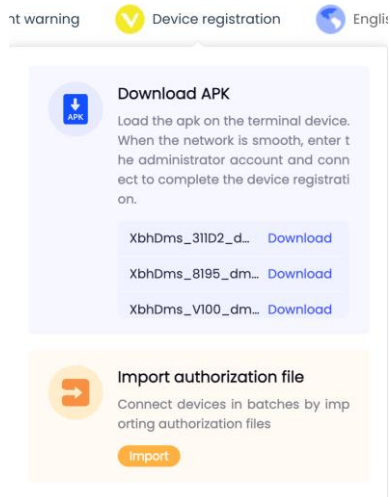 nt warning Device registration Englis
Download APK
APK
Load the apk on the terminal device.
When the network is smooth, enter t
he administrator account and conn
ect to complete the device registrati
on.
XbhDms_311D2_d... Download
XbhDms_8195_dm... Download
XbhDms_V100_dm... Download
Import authorization file
Connect devices in batches by imp
orting authorization files
Import